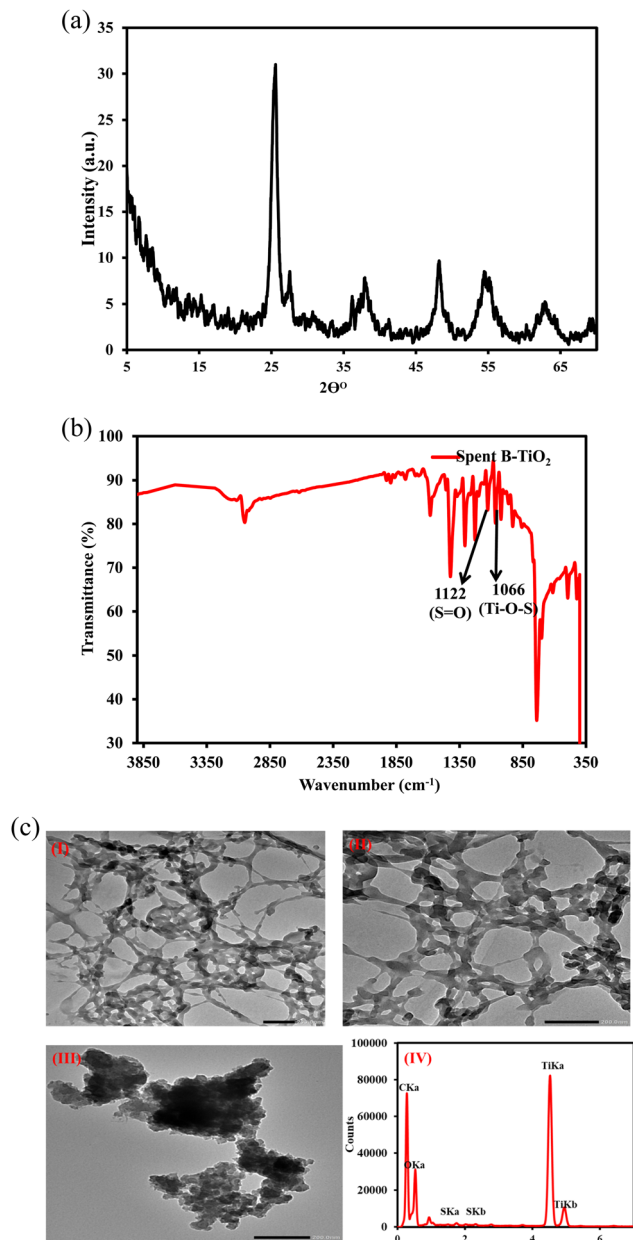 (a)
35
30
25
20
15
10
5
0
Intensity (a.u.)
5 15 25 35 45 55 65
2Θ⁰
(b)
100
90
80
70
60
50
40
30
Transmittance (%)
Spent B-TiO₂
1122
(S=O)
1066
(Ti-O-S)
3850 3350 2850 2350 1850 1350 850 350
Wavenumber (cm⁻¹)
(c)
(I)
(II)
(III)
(IV)
100000
80000
60000
40000
20000
0
Counts
CKa
OKa
SKa
SKb
TiKa
TiKb
0 2 4 6